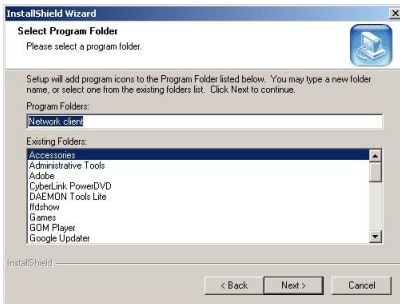 InstallShield Wizard
Select Program Folder
Please select a program folder.
Setup will add program icons to the Program Folder listed below. You may type a new folder
name, or select one from the existing folders list. Click Next to continue.
Program Folders:
Network client
Existing Folders:
Accessories
Administrative Tools
Adobe
CyberLink PowerDVD
DAEMON Tools Lite
ffdshow
Games
GOM Player
Google Updater
InstallShield
< Back Next > Cancel